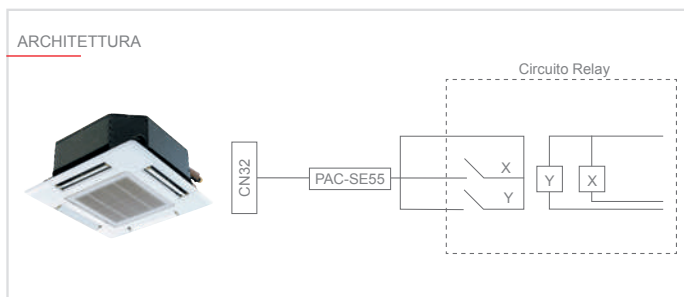 ARCHITETTURA
Circuito Relay
CN32
PAC-SE55
X
Y
Y
X